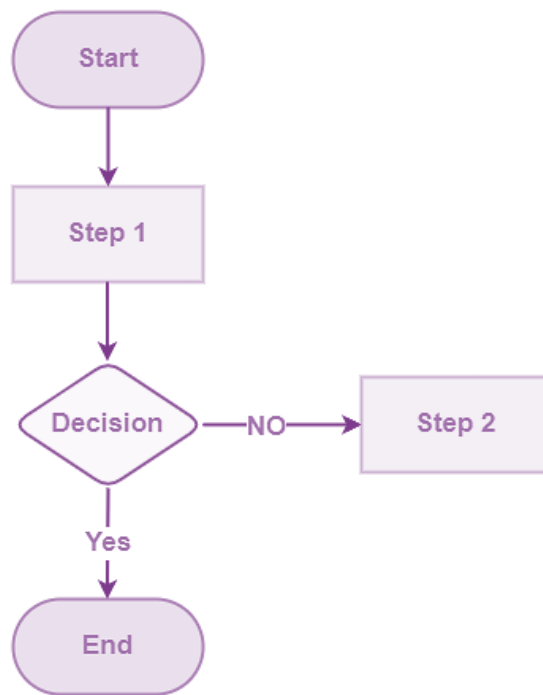 Start
Step 1
Decision
NO
Step 2
Yes
End